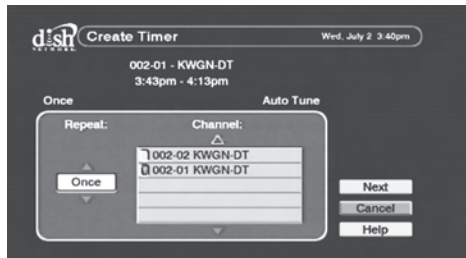 dish
NETWORK
Create Timer
Wed, July 2 3:40pm
002-01 - KWGN-DT
3:43pm - 4:13pm
Once
Auto Tune
Repeat:
Channel:
002-02 KWGN-DT
002-01 KWGN-DT
Once
Next
Cancel
Help